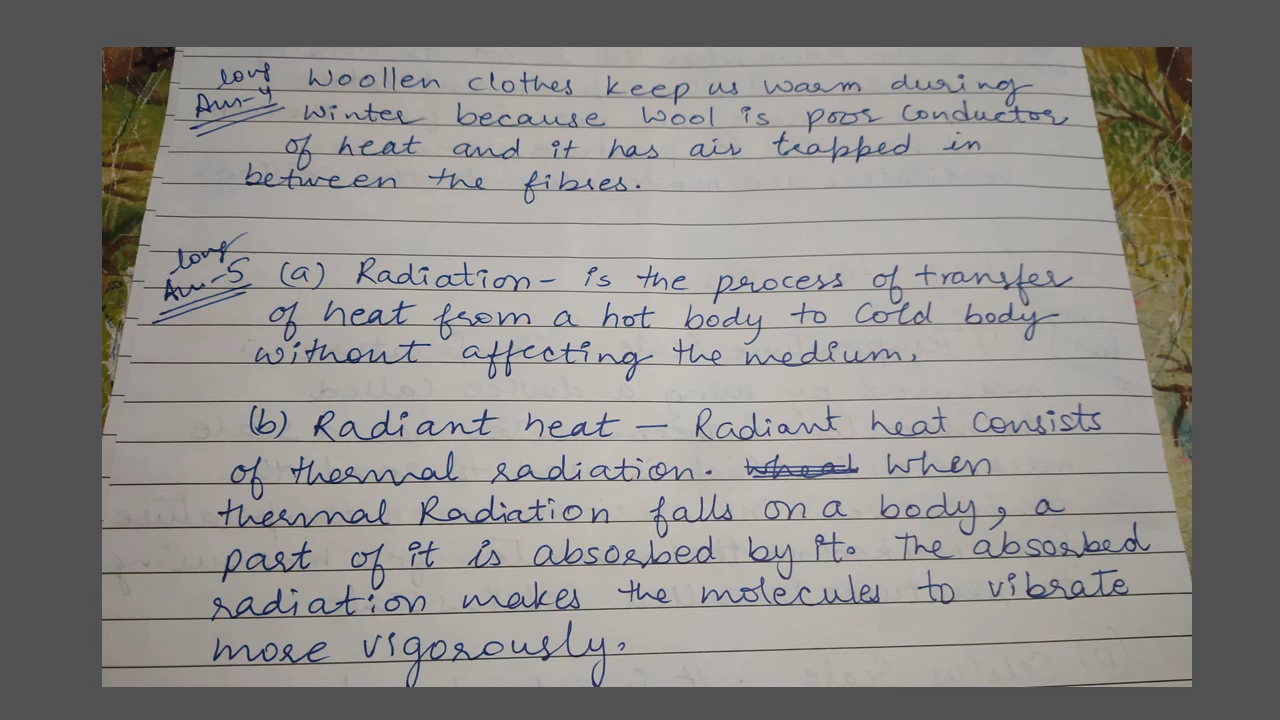 long Woollen clothes keep us warm during
Ans-4 Winter because wool is poor conductor
of heat and it has air trapped in
between the fibres.
long
Ans-5 (a) Radiation- is the process of transfer
of heat from a hot body to cold body
without affecting the medium.
(b) Radiant heat - Radiant heat consists
of thermal radiation. When
thermal Radiation falls on a body, a
part of it is absorbed by it. The absorbed
radiation makes the molecules to vibrate
more vigorously.